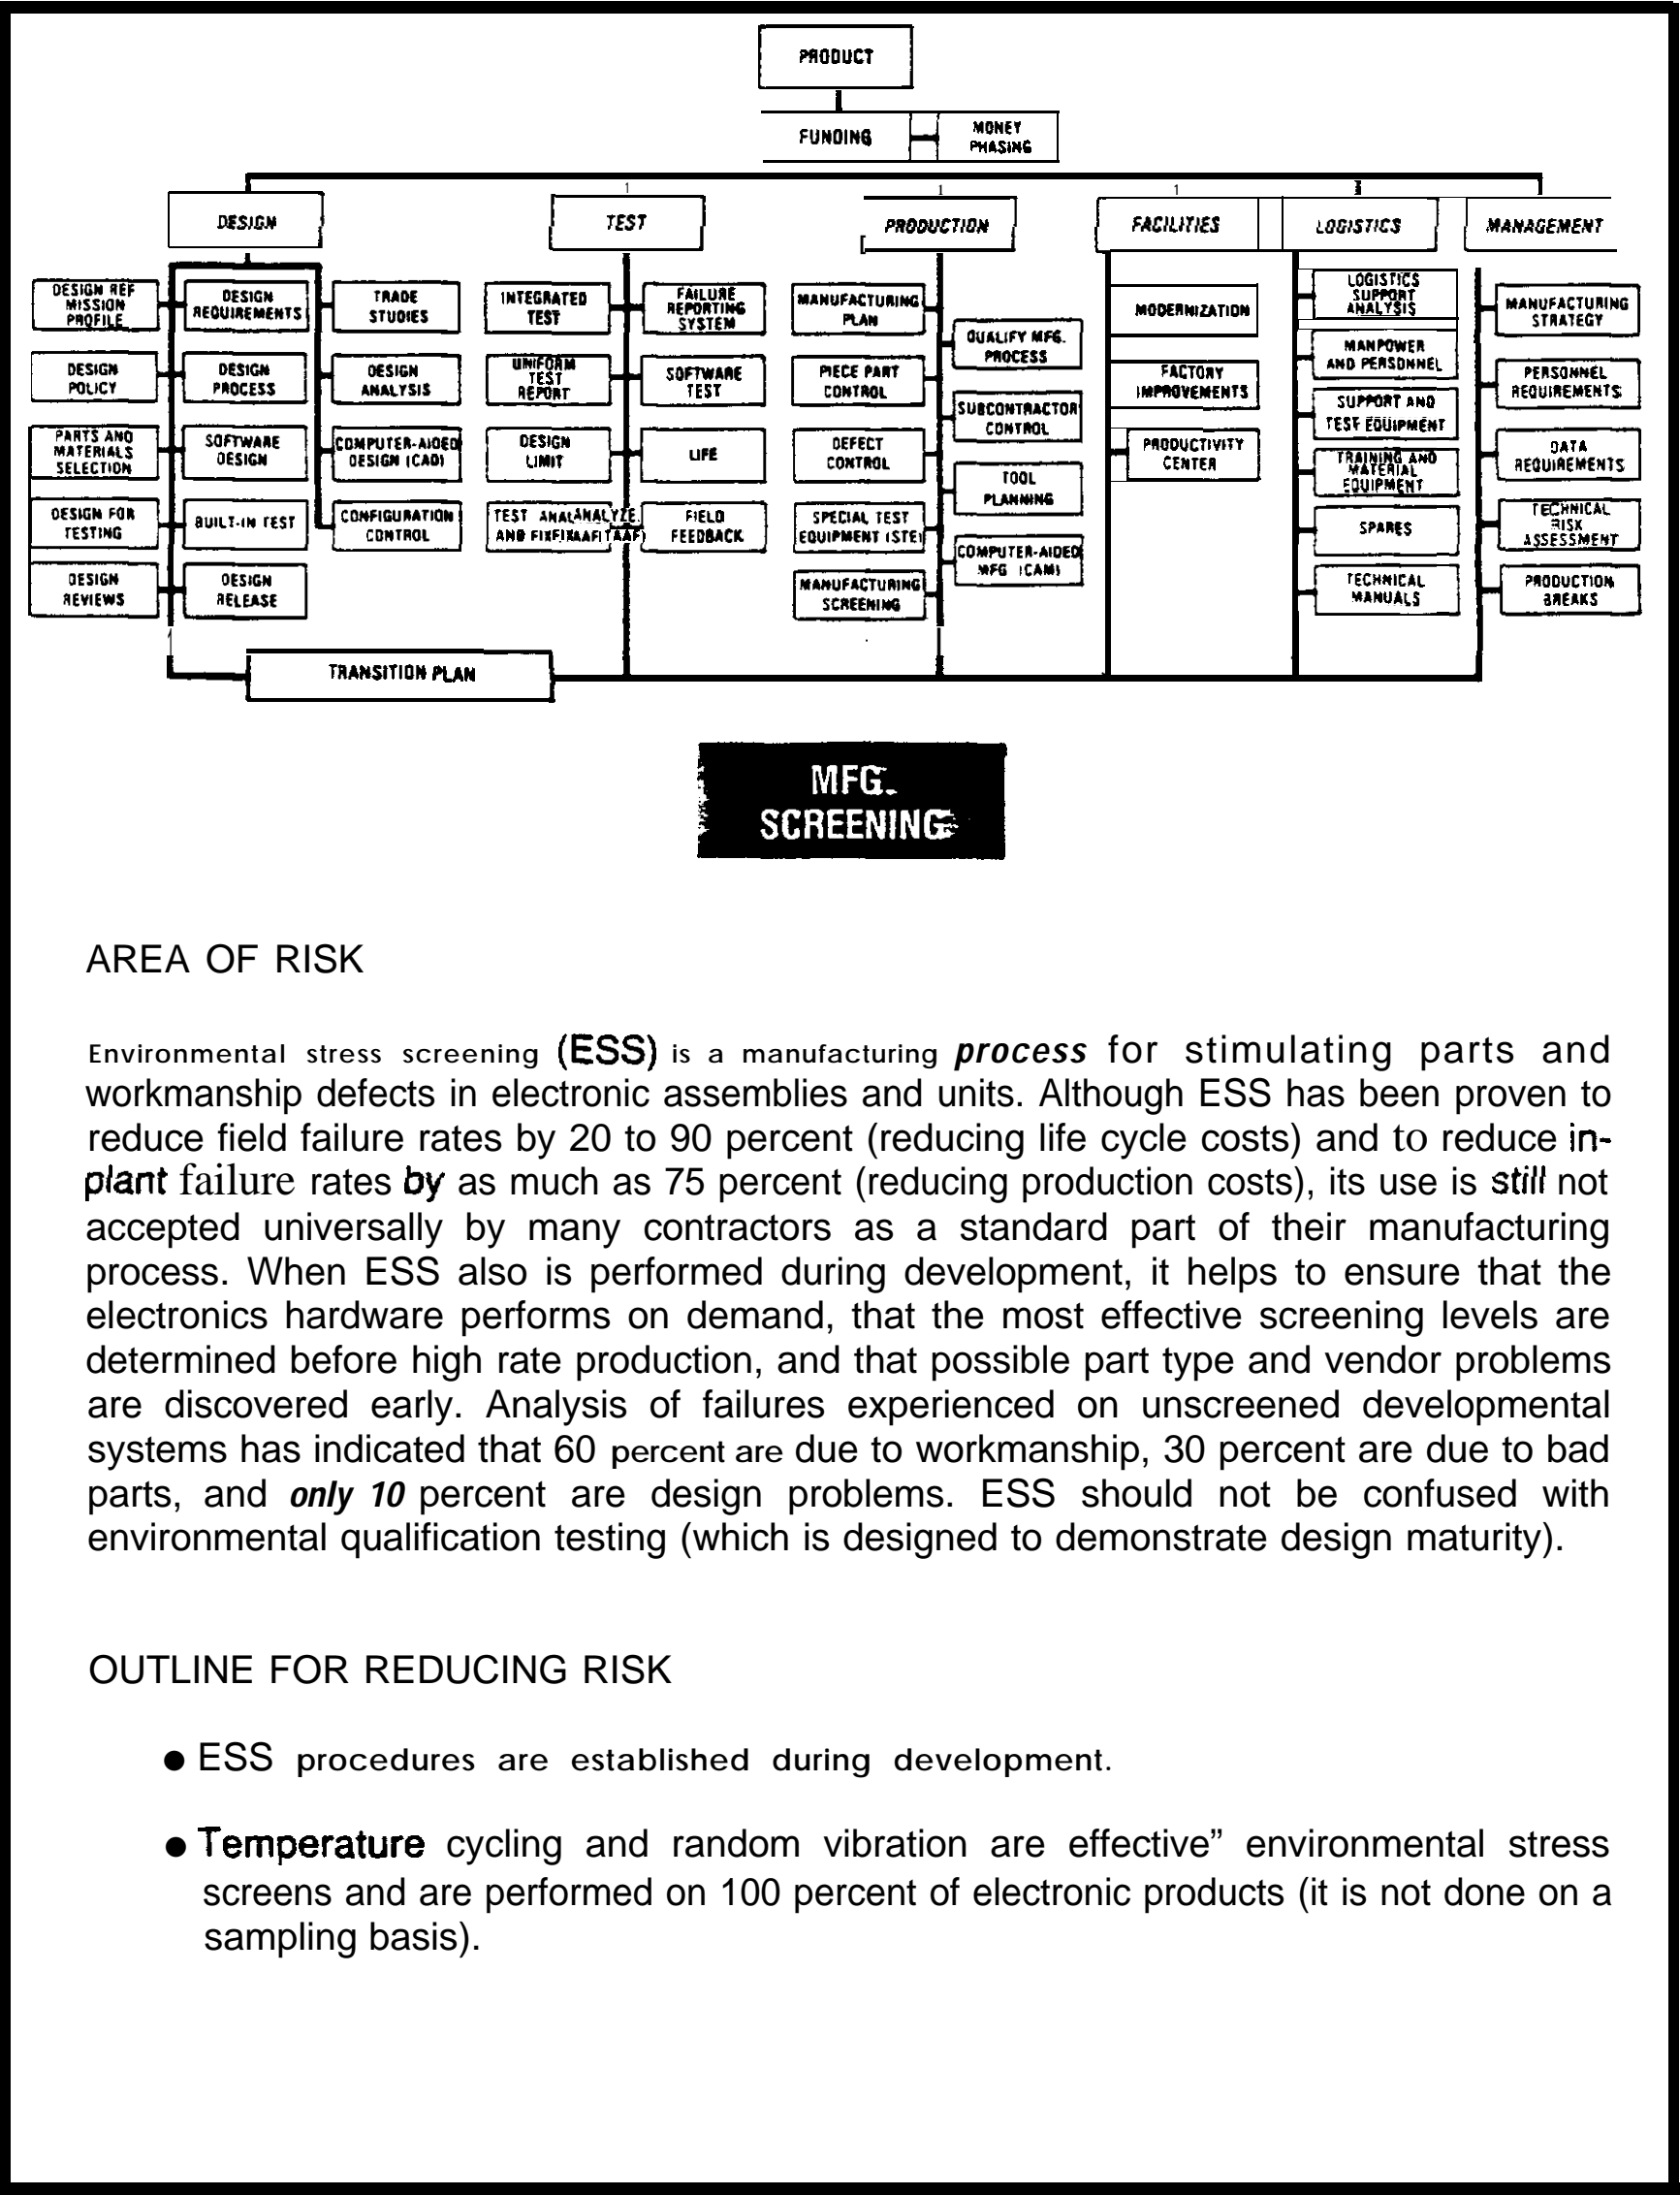 PRODUCT
FUNDING
MONEY
PHASING
DESIGN
TEST
PRODUCTION
FACILITIES
LOGISTICS
MANAGEMENT
DESIGN REF
MISSION
PROFILE
DESIGN
REQUIREMENTS
TRADE
STUDIES
DESIGN
POLICY
DESIGN
PROCESS
DESIGN
ANALYSIS
PARTS AND
MATERIALS
SELECTION
SOFTWARE
DESIGN
COMPUTER-AIDED
DESIGN (CAD)
DESIGN FOR
TESTING
BUILT-IN TEST
CONFIGURATION
CONTROL
DESIGN
REVIEWS
DESIGN
RELEASE
INTEGRATED
TEST
FAILURE
REPORTING
SYSTEM
UNIFORM
TEST
REPORT
SOFTWARE
TEST
DESIGN
LIMIT
LIFE
TEST ANALYZE
AND FIX (TAAF)
FIELD
FEEDBACK
MANUFACTURING
PLAN
QUALIFY MFG.
PROCESS
PIECE PART
CONTROL
SUBCONTRACTOR
CONTROL
DEFECT
CONTROL
TOOL
PLANNING
SPECIAL TEST
EQUIPMENT (STE)
COMPUTER-AIDED
MFG (CAM)
MANUFACTURING
SCREENING
MODERNIZATION
FACTORY
IMPROVEMENTS
PRODUCTIVITY
CENTER
LOGISTICS
SUPPORT
ANALYSIS
MANPOWER
AND PERSONNEL
SUPPORT AND
TEST EQUIPMENT
TRAINING AND
MATERIAL
EQUIPMENT
SPARES
TECHNICAL
MANUALS
MANUFACTURING
STRATEGY
PERSONNEL
REQUIREMENTS
DATA
REQUIREMENTS
TECHNICAL
RISK
ASSESSMENT
PRODUCTION
BREAKS
TRANSITION PLAN
MFG.
SCREENING
AREA OF RISK
Environmental stress screening (ESS) is a manufacturing process for stimulating parts and
workmanship defects in electronic assemblies and units. Although ESS has been proven to
reduce field failure rates by 20 to 90 percent (reducing life cycle costs) and to reduce in-
plant failure rates by as much as 75 percent (reducing production costs), its use is still not
accepted universally by many contractors as a standard part of their manufacturing
process. When ESS also is performed during development, it helps to ensure that the
electronics hardware performs on demand, that the most effective screening levels are
determined before high rate production, and that possible part type and vendor problems
are discovered early. Analysis of failures experienced on unscreened developmental
systems has indicated that 60 percent are due to workmanship, 30 percent are due to bad
parts, and only 10 percent are design problems. ESS should not be confused with
environmental qualification testing (which is designed to demonstrate design maturity).
OUTLINE FOR REDUCING RISK
● ESS procedures are established during development.
● Temperature cycling and random vibration are effective” environmental stress
screens and are performed on 100 percent of electronic products (it is not done on a
sampling basis).